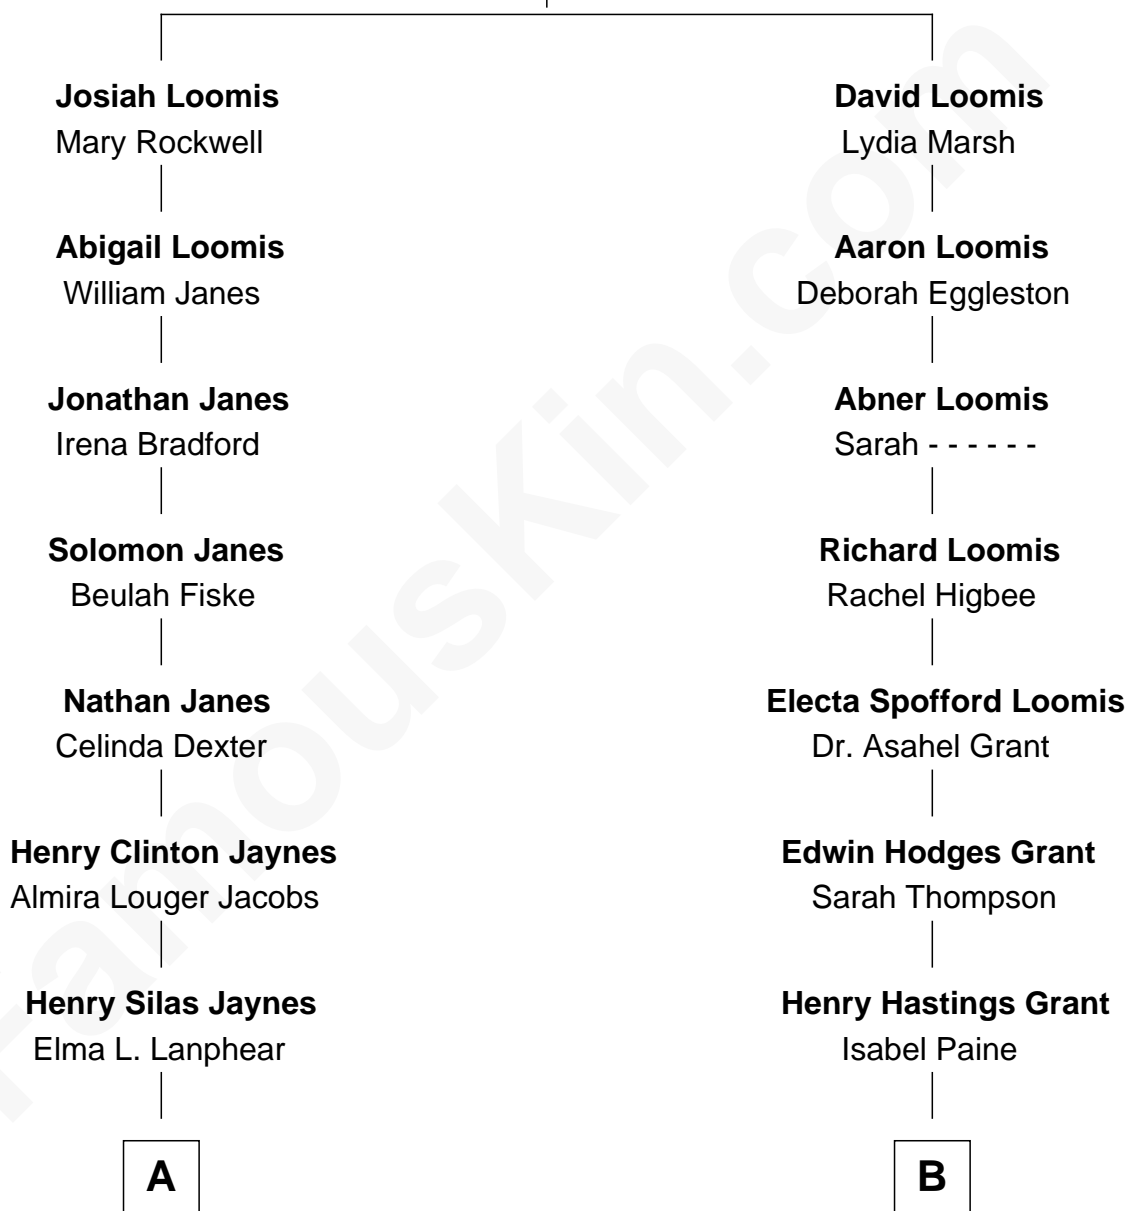 Josiah Loomis
Mary Rockwell
Abigail Loomis
William Janes
Jonathan Janes
Irena Bradford
Solomon Janes
Beulah Fiske
Nathan Janes
Celinda Dexter
Henry Clinton Jaynes
Almira Louger Jacobs
Henry Silas Jaynes
Elma L. Lanphear
A
David Loomis
Lydia Marsh
Aaron Loomis
Deborah Eggleston
Abner Loomis
Sarah - - - - - -
Richard Loomis
Rachel Higbee
Electa Spofford Loomis
Dr. Asahel Grant
Edwin Hodges Grant
Sarah Thompson
Henry Hastings Grant
Isabel Paine
B
FamousKin.com